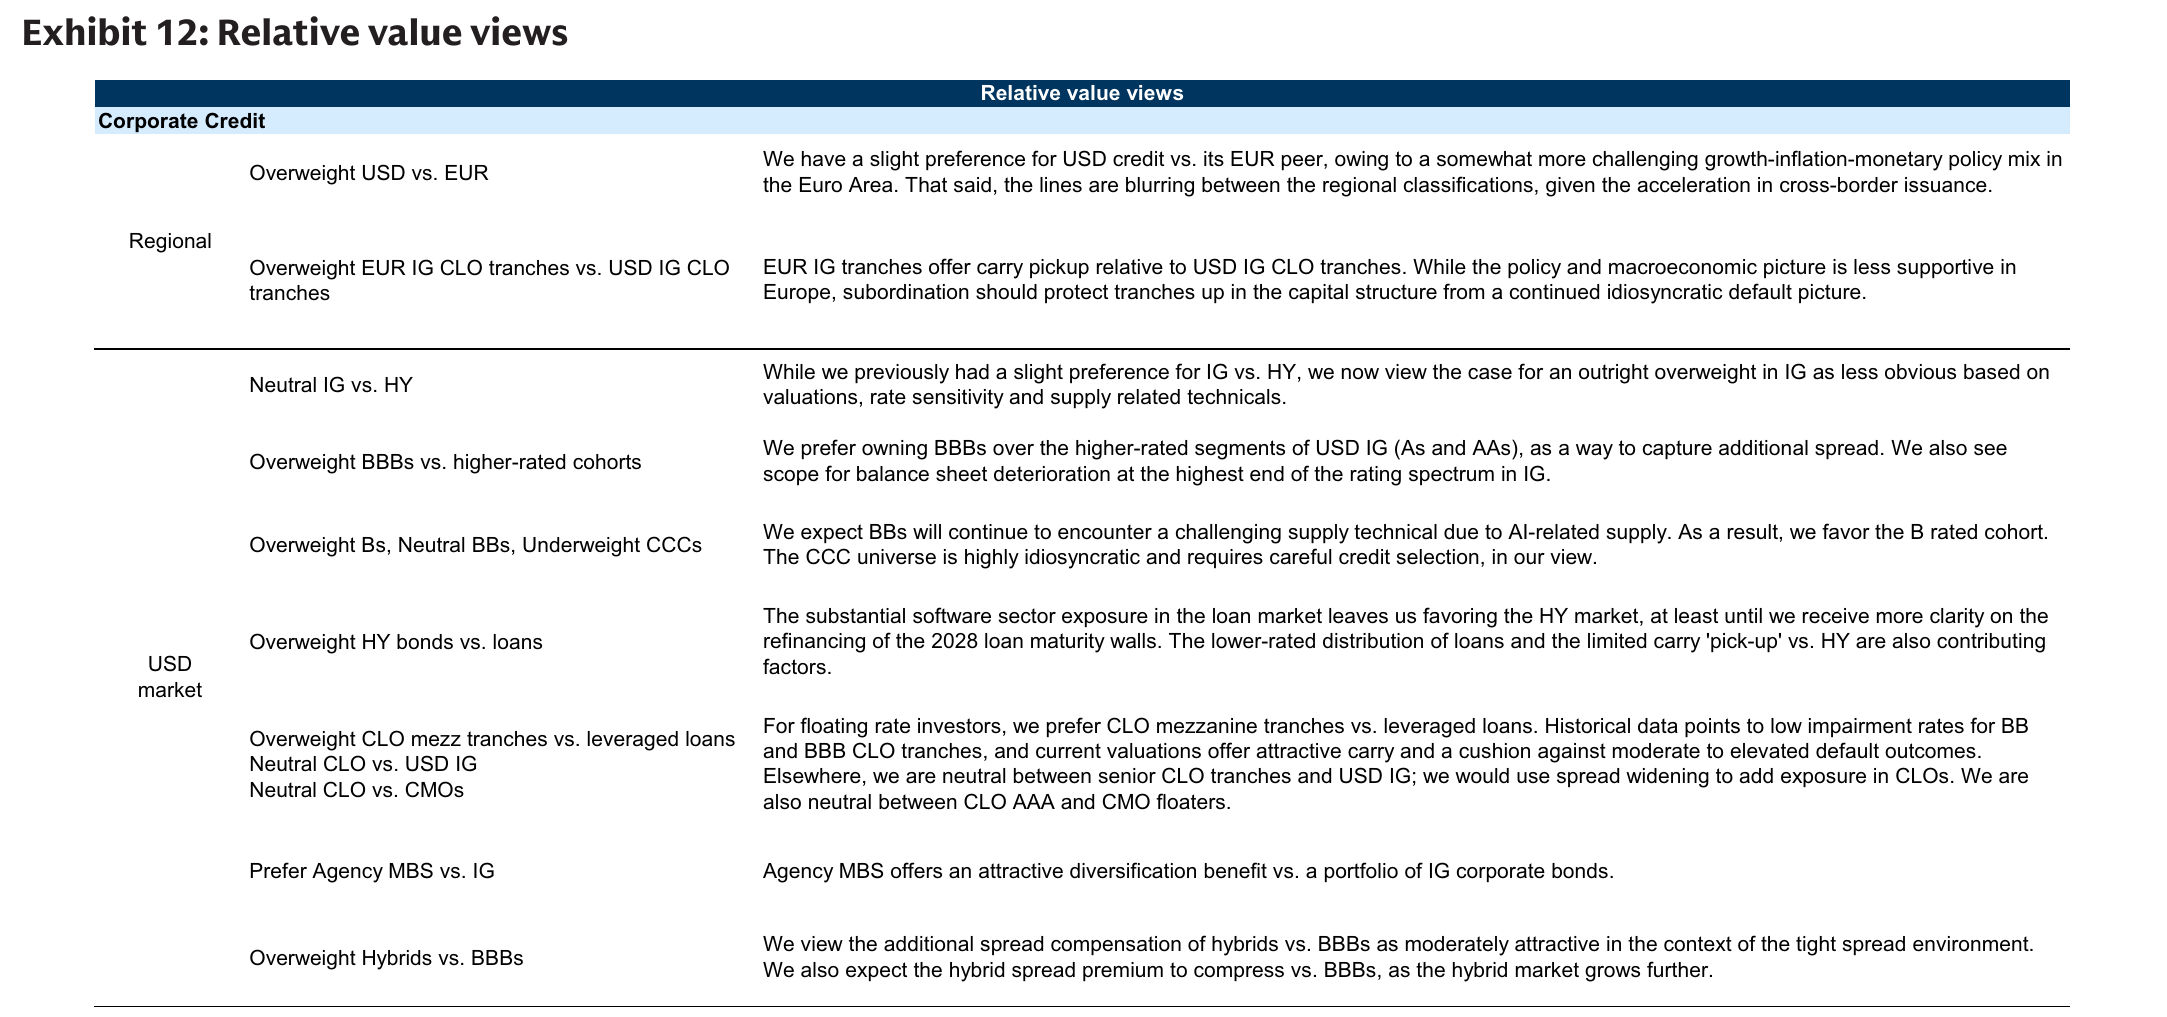 Exhibit 12: Relative value views
Relative value views
Corporate Credit
Regional
Overweight USD vs. EUR
We have a slight preference for USD credit vs. its EUR peer, owing to a somewhat more challenging growth-inflation-monetary policy mix in
the Euro Area. That said, the lines are blurring between the regional classifications, given the acceleration in cross-border issuance.
Overweight EUR IG CLO tranches vs. USD IG CLO
tranches
EUR IG tranches offer carry pickup relative to USD IG CLO tranches. While the policy and macroeconomic picture is less supportive in
Europe, subordination should protect tranches up in the capital structure from a continued idiosyncratic default picture.
USD
market
Neutral IG vs. HY
While we previously had a slight preference for IG vs. HY, we now view the case for an outright overweight in IG as less obvious based on
valuations, rate sensitivity and supply related technicals.
Overweight BBBs vs. higher-rated cohorts
We prefer owning BBBs over the higher-rated segments of USD IG (As and AAs), as a way to capture additional spread. We also see
scope for balance sheet deterioration at the highest end of the rating spectrum in IG.
Overweight Bs, Neutral BBs, Underweight CCCs
We expect BBs will continue to encounter a challenging supply technical due to AI-related supply. As a result, we favor the B rated cohort.
The CCC universe is highly idiosyncratic and requires careful credit selection, in our view.
Overweight HY bonds vs. loans
The substantial software sector exposure in the loan market leaves us favoring the HY market, at least until we receive more clarity on the
refinancing of the 2028 loan maturity walls. The lower-rated distribution of loans and the limited carry 'pick-up' vs. HY are also contributing
factors.
Overweight CLO mezz tranches vs. leveraged loans
Neutral CLO vs. USD IG
Neutral CLO vs. CMOs
For floating rate investors, we prefer CLO mezzanine tranches vs. leveraged loans. Historical data points to low impairment rates for BB
and BBB CLO tranches, and current valuations offer attractive carry and a cushion against moderate to elevated default outcomes.
Elsewhere, we are neutral between senior CLO tranches and USD IG; we would use spread widening to add exposure in CLOs. We are
also neutral between CLO AAA and CMO floaters.
Prefer Agency MBS vs. IG
Agency MBS offers an attractive diversification benefit vs. a portfolio of IG corporate bonds.
Overweight Hybrids vs. BBBs
We view the additional spread compensation of hybrids vs. BBBs as moderately attractive in the context of the tight spread environment.
We also expect the hybrid spread premium to compress vs. BBBs, as the hybrid market grows further.